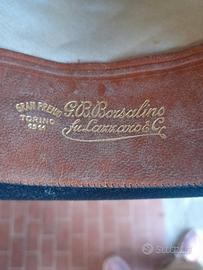 GRAN PREMIO
TORINO
1911
G.B. Borsalino
fu Lazzaro & C.
subito